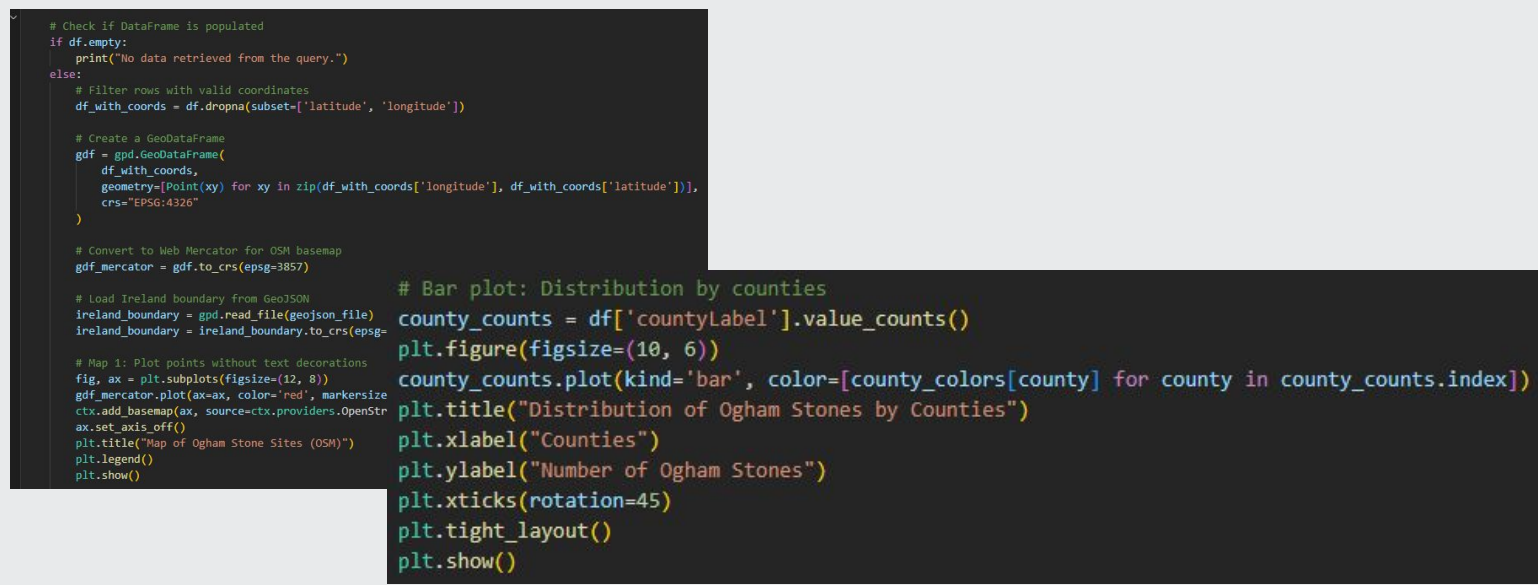 # Check if DataFrame is populated
if df.empty:
    print("No data retrieved from the query.")
else:
    # Filter rows with valid coordinates
    df_with_coords = df.dropna(subset=['latitude', 'longitude'])
    # Create a GeoDataFrame
    gdf = gpd.GeoDataFrame(
        df_with_coords,
        geometry=[Point(xy) for xy in zip(df_with_coords['longitude'], df_with_coords['latitude'])],
        crs="EPSG:4326"
    )
    # Convert to Web Mercator for OSM basemap
    gdf_mercator = gdf.to_crs(epsg=3857)
    # Load Ireland boundary from GeoJSON
    ireland_boundary = gpd.read_file(geojson_file)
    ireland_boundary = ireland_boundary.to_crs(epsg=
    # Map 1: Plot points without text decorations
    fig, ax = plt.subplots(figsize=(12, 8))
    gdf_mercator.plot(ax=ax, color='red', markersize
    ctx.add_basemap(ax, source=ctx.providers.OpenStr
    ax.set_axis_off()
    plt.title("Map of Ogham Stone Sites (OSM)")
    plt.legend()
    plt.show()
# Bar plot: Distribution by counties
county_counts = df['countyLabel'].value_counts()
plt.figure(figsize=(10, 6))
county_counts.plot(kind='bar', color=[county_colors[county] for county in county_counts.index])
plt.title("Distribution of Ogham Stones by Counties")
plt.xlabel("Counties")
plt.ylabel("Number of Ogham Stones")
plt.xticks(rotation=45)
plt.tight_layout()
plt.show()